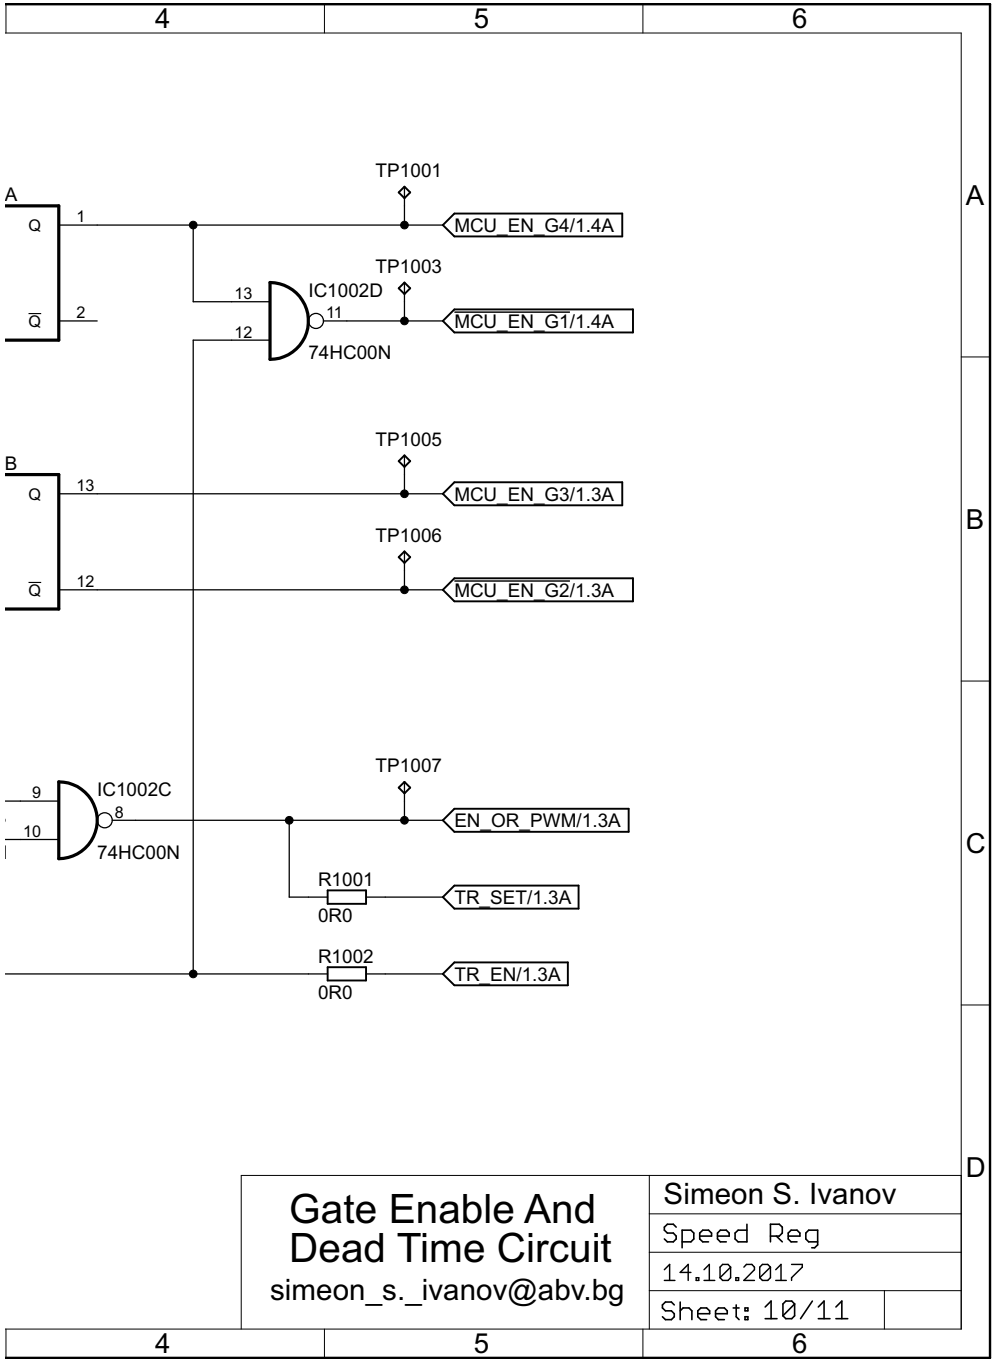 4 5 6
TP1001
A
A
Q 1
MCU_EN_G4/1.4A
TP1003
13 IC1002D
Q̅ 2
11
M̅C̅U̅_̅E̅N̅_̅G̅1̅/1.4A
12
74HC00N
TP1005
B
Q 13
MCU_EN_G3/1.3A
B
TP1006
Q̅ 12
M̅C̅U̅_̅E̅N̅_̅G̅2̅/1.3A
TP1007
9 IC1002C
8
EN_OR_PWM/1.3A
10
74HC00N
C
R1001
TR_SET/1.3A
0R0
R1002
TR_EN/1.3A
0R0
D
Gate Enable And
Dead Time Circuit
simeon_s._ivanov@abv.bg
Simeon S. Ivanov
Speed Reg
14.10.2017
Sheet: 10/11
4 5 6